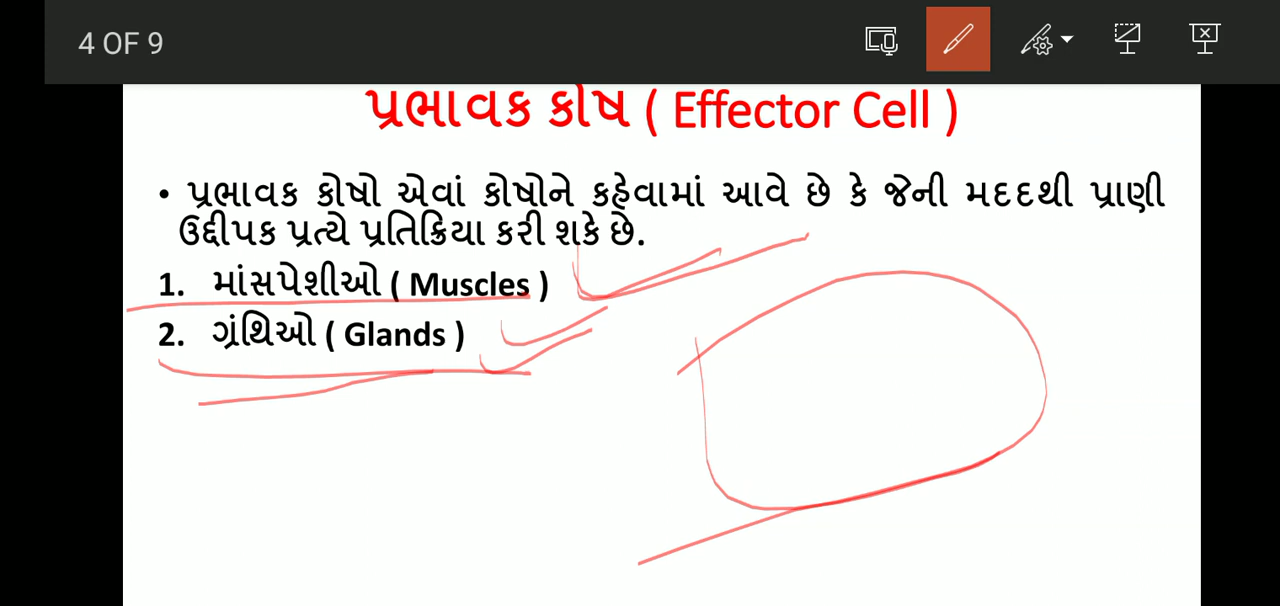 4 OF 9
પ્રભાવક કોષ ( Effector Cell )
• પ્રભાવક કોષો એવાં કોષોને કહેવામાં આવે છે કે જેની મદદથી પ્રાણી
ઉદ્દીપક પ્રત્યે પ્રતિક્રિયા કરી શકે છે.
1. માંસપેશીઓ ( Muscles )
2. ગ્રંથિઓ ( Glands )